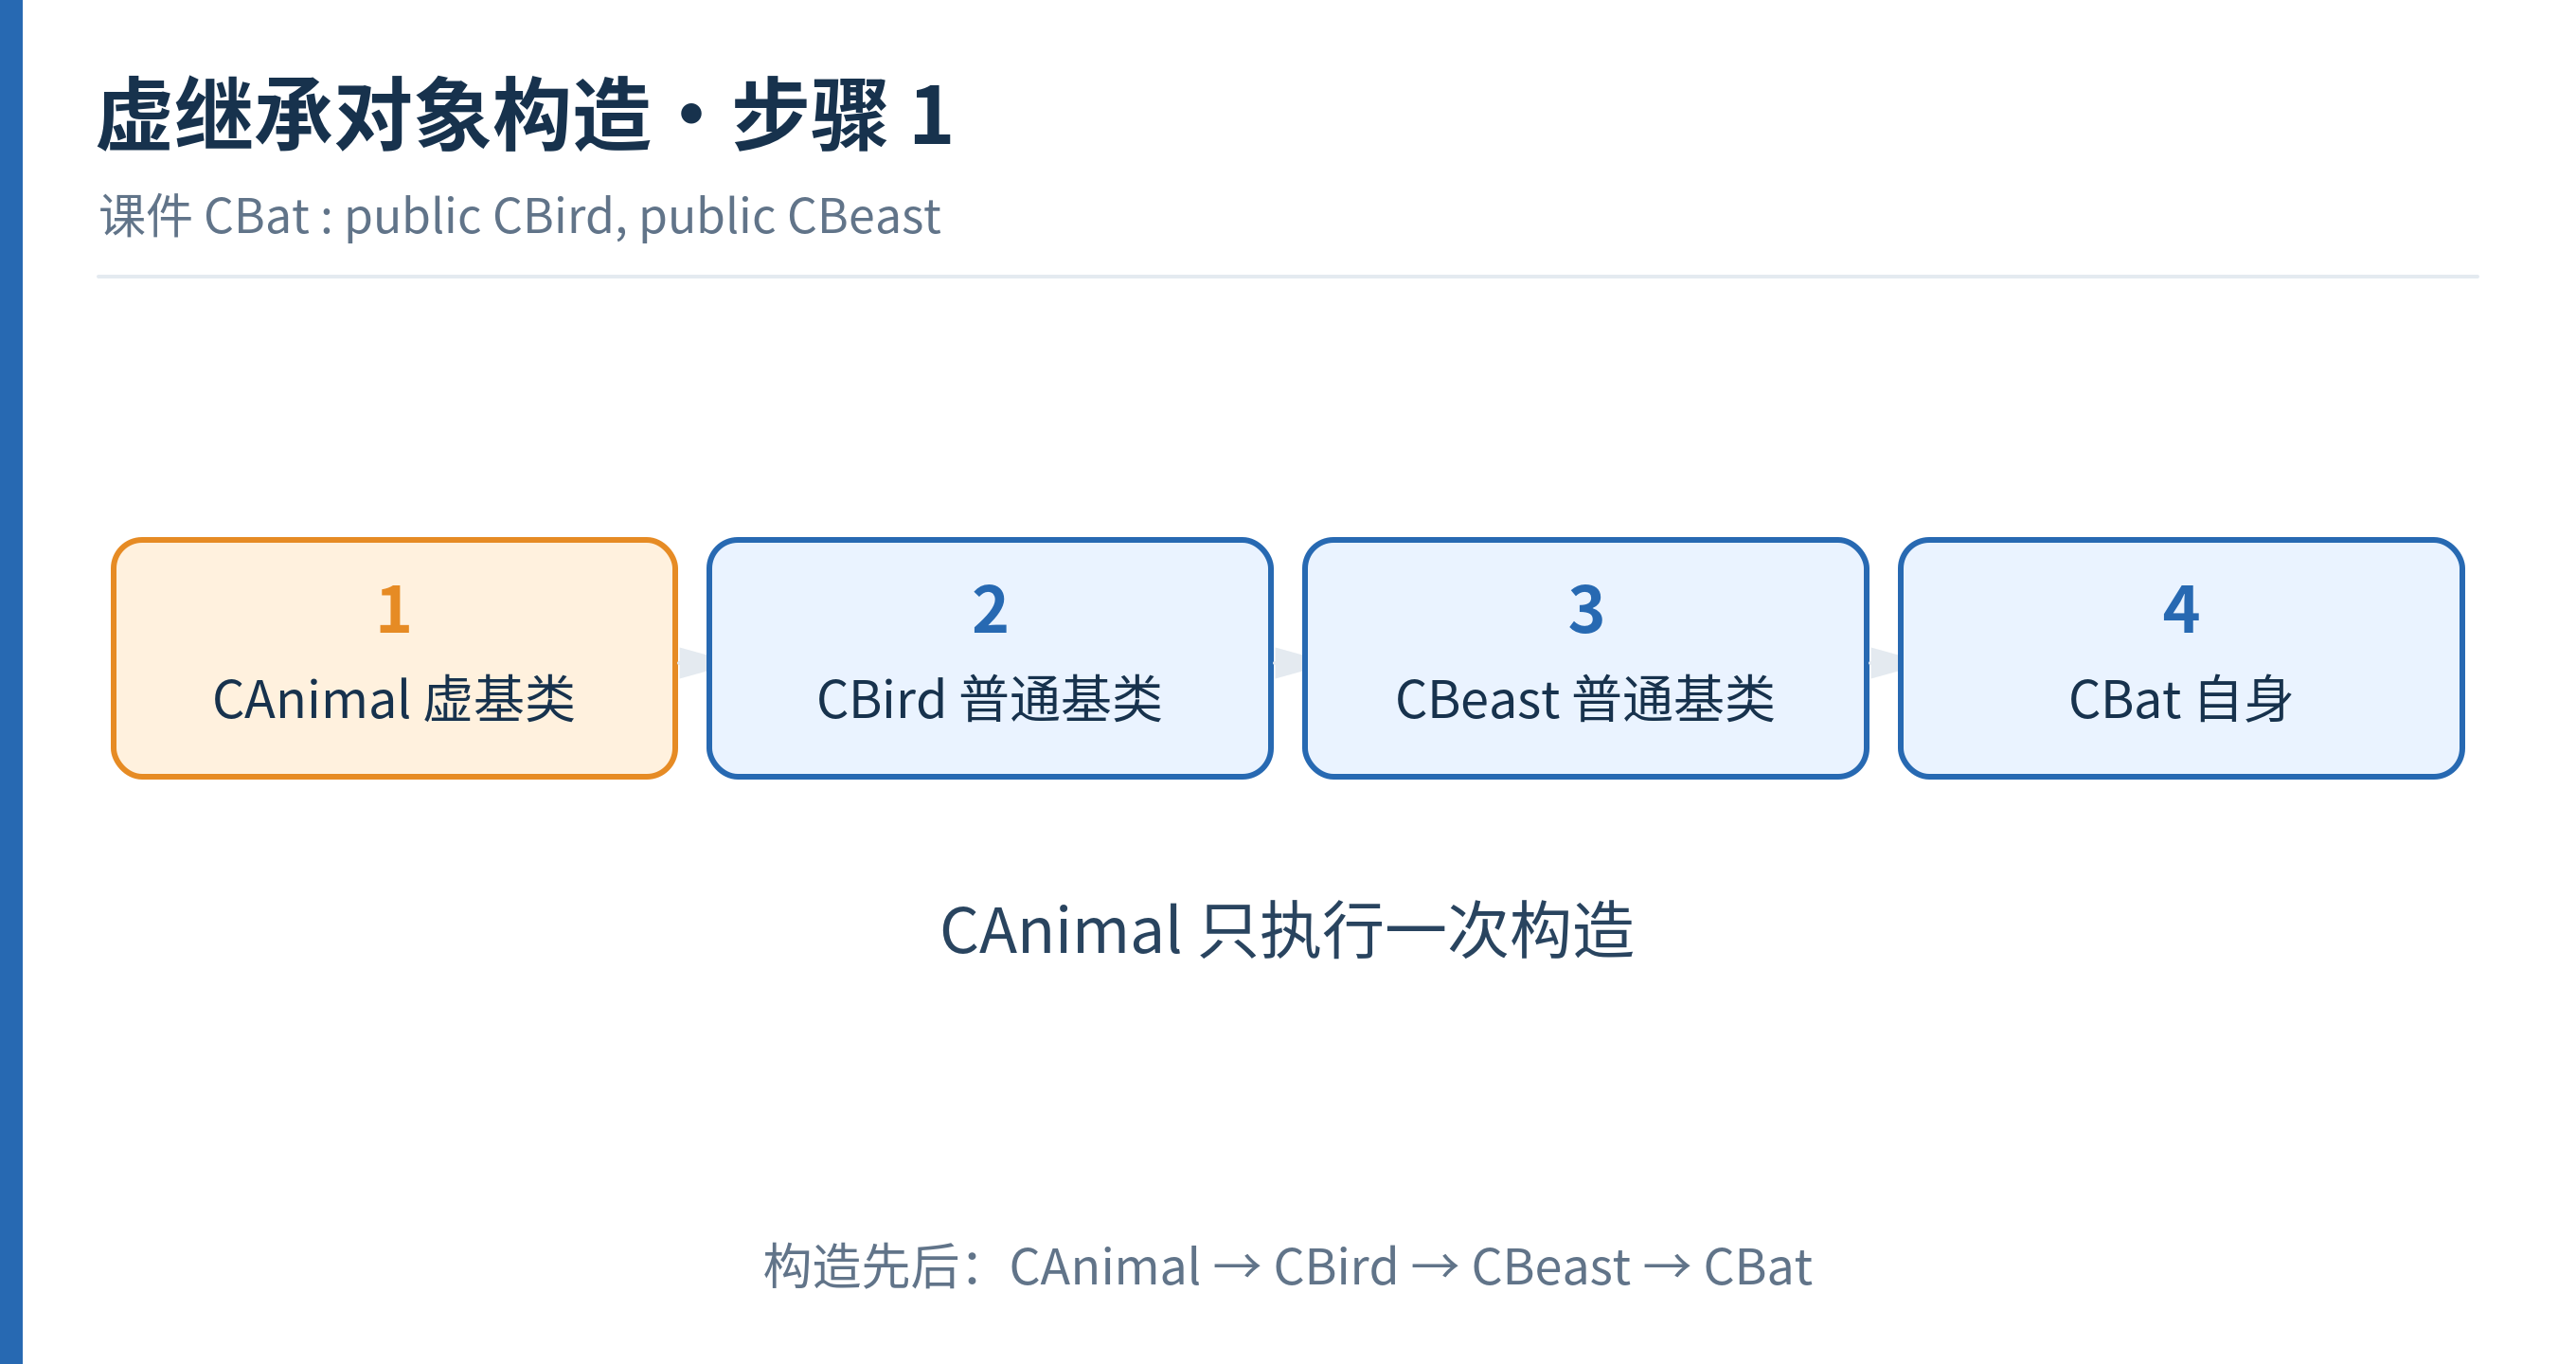 虚继承对象构造·步骤 1
课件 CBat : public CBird, public CBeast
1
CAnimal 虚基类
2
CBird 普通基类
3
CBeast 普通基类
4
CBat 自身
CAnimal 只执行一次构造
构造先后：CAnimal → CBird → CBeast → CBat